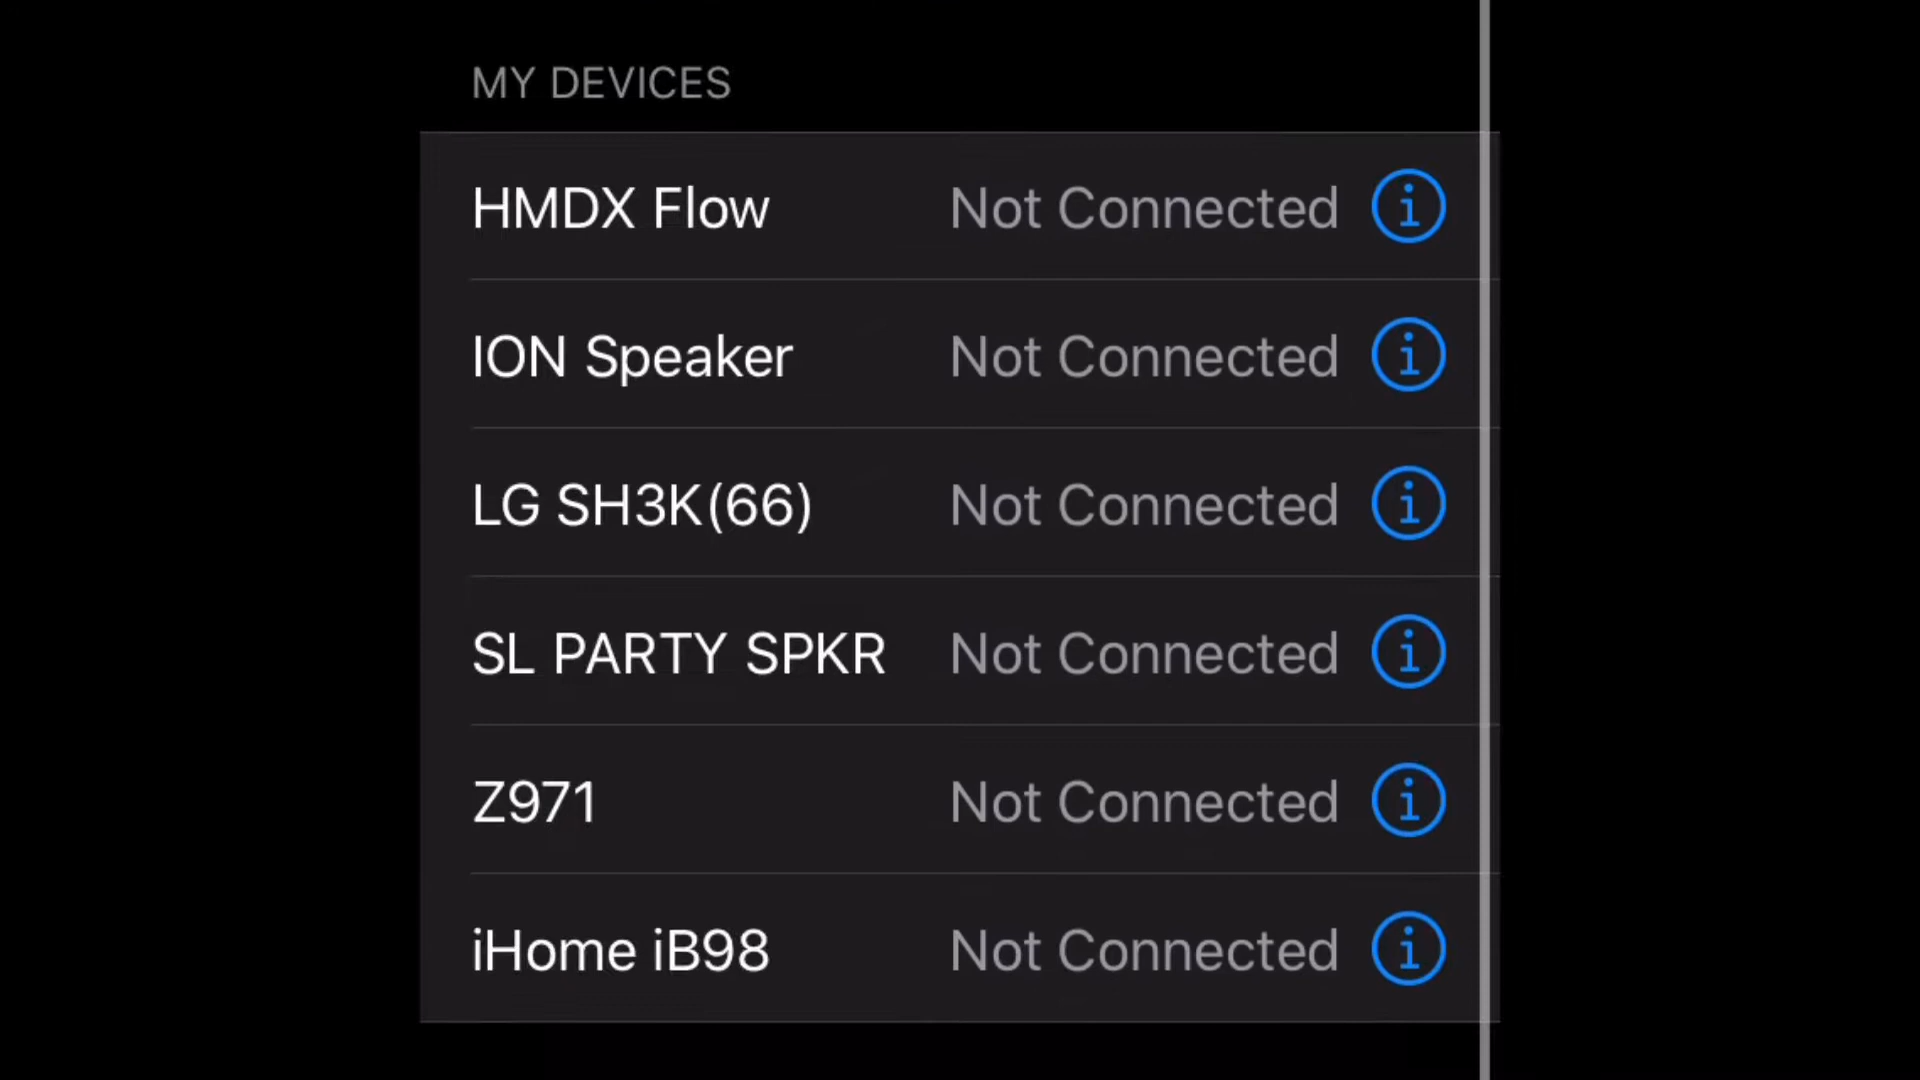 MY DEVICES
HMDX Flow Not Connected
ION Speaker Not Connected
LG SH3K(66) Not Connected
SL PARTY SPKR Not Connected
Z971 Not Connected
iHome iB98 Not Connected